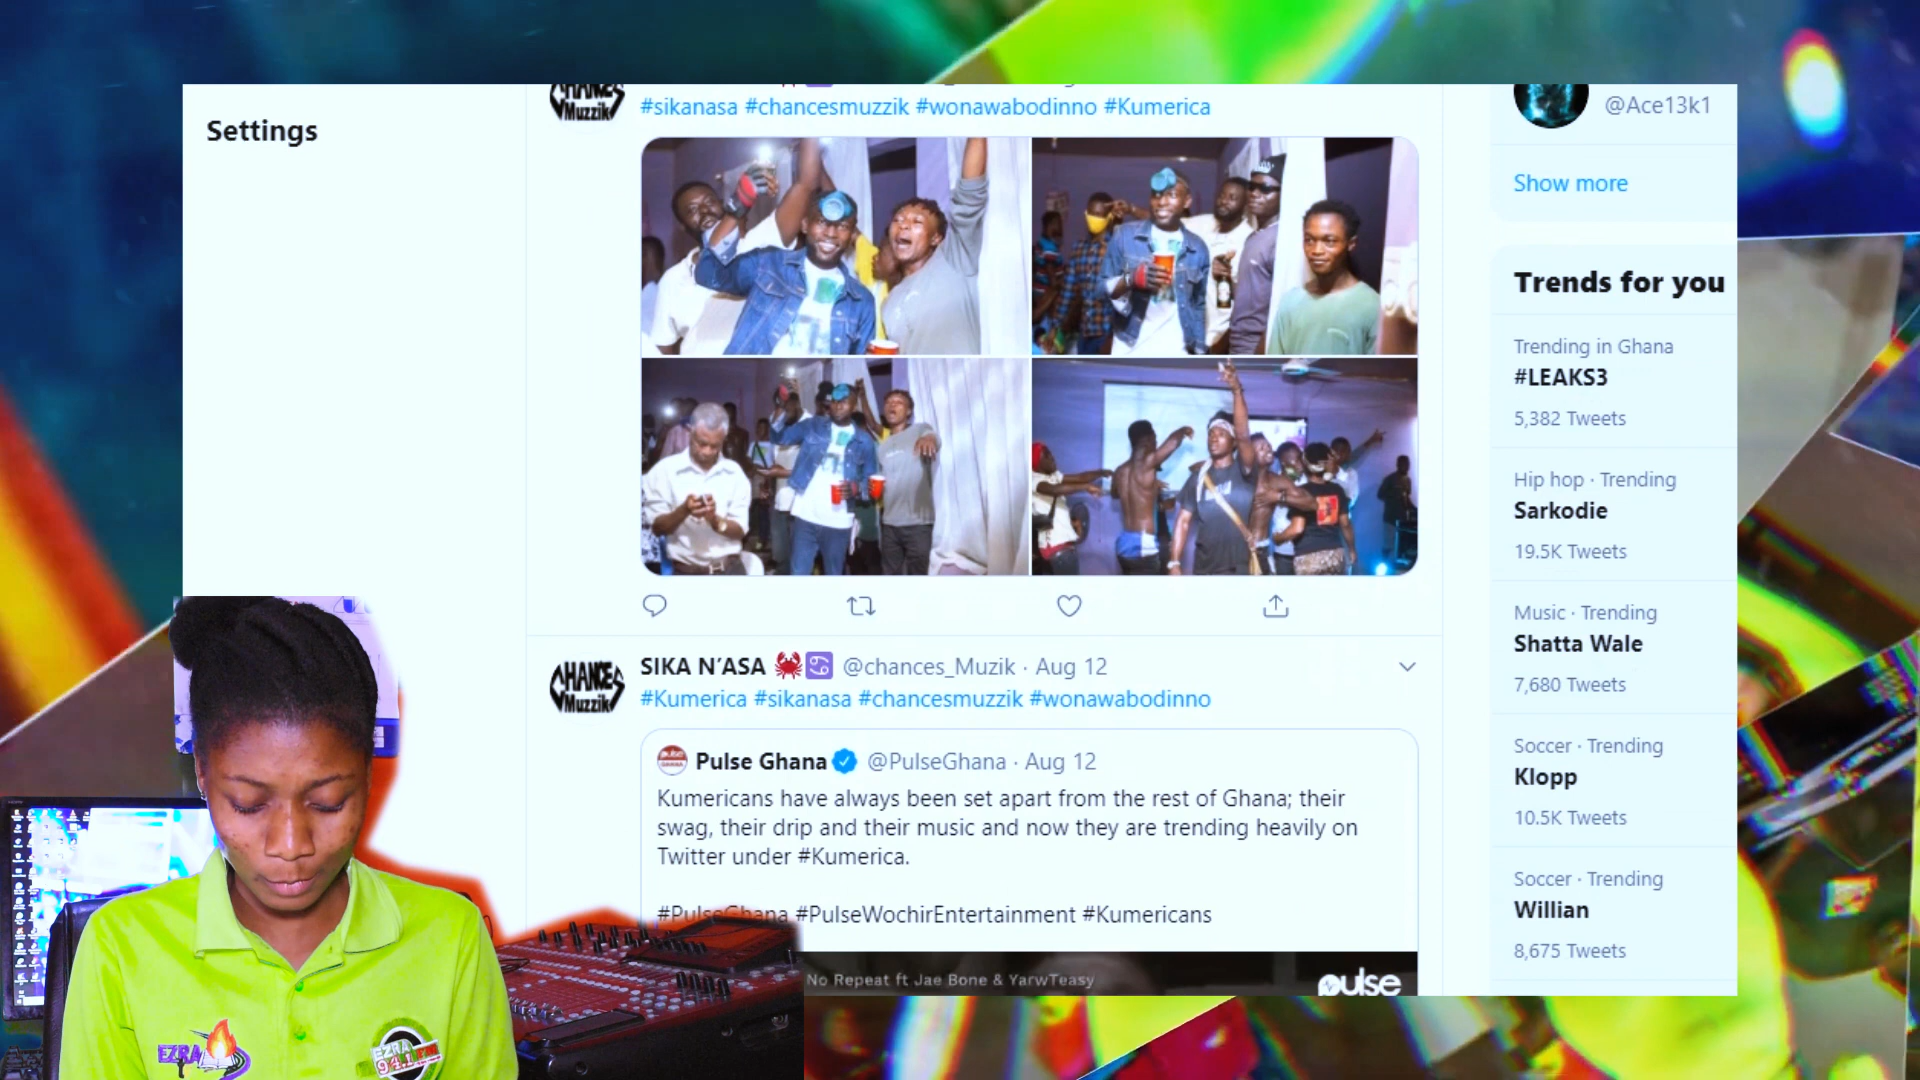 Settings
CHANCES
Muzzik
#sikanasa #chancesmuzzik #wonawabodinno #Kumerica
SIKA N'ASA 🦀♋ @chances_Muzik · Aug 12
CHANCES
Muzzik
#Kumerica #sikanasa #chancesmuzzik #wonawabodinno
Pulse Ghana @PulseGhana · Aug 12
Kumericans have always been set apart from the rest of Ghana; their
swag, their drip and their music and now they are trending heavily on
Twitter under #Kumerica.
#PulseGhana #PulseWochirEntertainment #Kumericans
No Repeat ft Jae Bone & YarwTeasy
pulse
@Ace13k1
Show more
Trends for you
Trending in Ghana
#LEAKS3
5,382 Tweets
Hip hop · Trending
Sarkodie
19.5K Tweets
Music · Trending
Shatta Wale
7,680 Tweets
Soccer · Trending
Klopp
10.5K Tweets
Soccer · Trending
Willian
8,675 Tweets
EZRA
EZRA